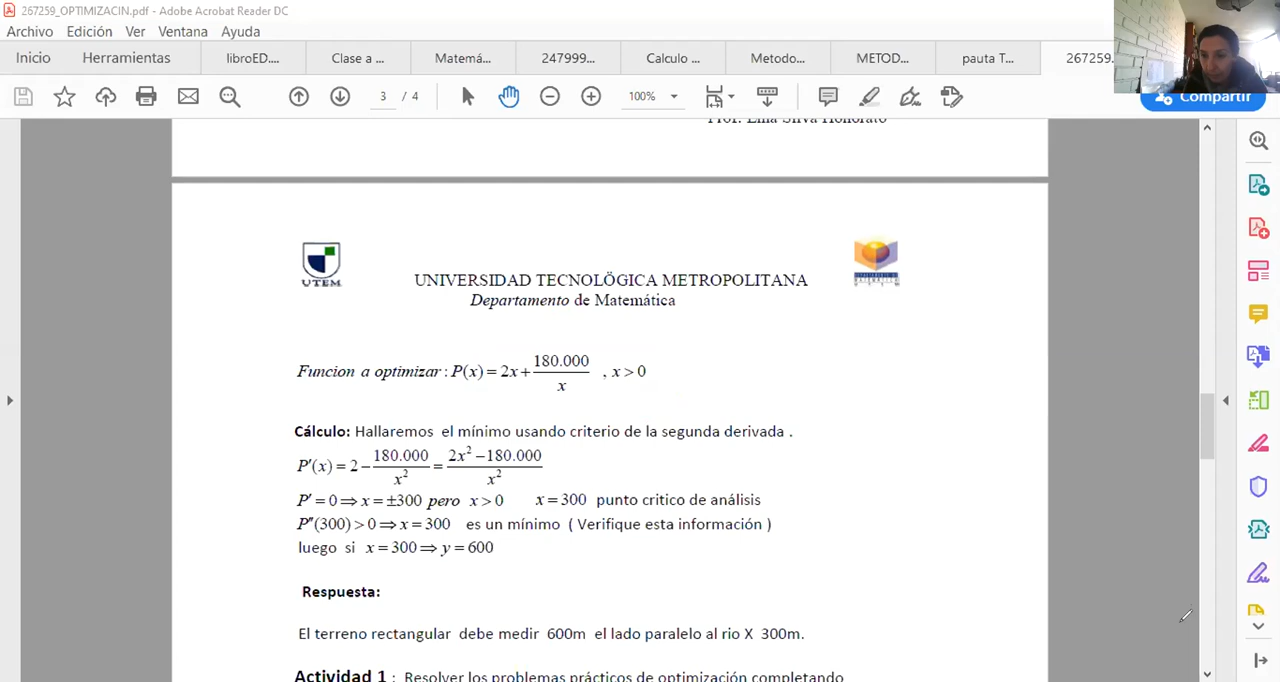 267259_OPTIMIZACIN.pdf - Adobe Acrobat Reader DC
Archivo Edición Ver Ventana Ayuda
Inicio Herramientas libroED.... Clase a ... Matemá... 247999... Calculo ... Metodo... METOD... pauta T... 267259.
3 / 4 100% Compartir
Prof. Elia Silva Honorato
UTEM
UNIVERSIDAD TECNOLÖGICA METROPOLITANA
Departamento de Matemática
Funcion a optimizar : P(x) = 2x + 180.000 / x , x > 0
Cálculo: Hallaremos el mínimo usando criterio de la segunda derivada .
P'(x) = 2 − 180.000 / x² = 2x² − 180.000 / x²
P' = 0 ⇒ x = ±300 pero x > 0 x = 300 punto critico de análisis
P''(300) > 0 ⇒ x = 300 es un mínimo ( Verifique esta información )
luego si x = 300 ⇒ y = 600
Respuesta:
El terreno rectangular debe medir 600m el lado paralelo al rio X 300m.
Actividad 1 : Resolver los problemas prácticos de optimización completando